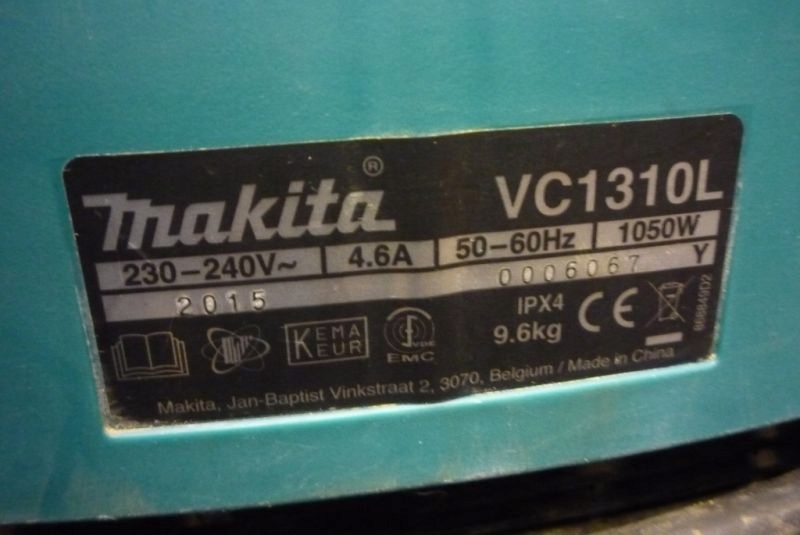 makita® VC1310L
230-240V~ 4.6A 50-60Hz 1050W
2015 0006067 Y
KEMA KEUR
VDE
EMC
IPX4
9.6kg
CE
Makita, Jan-Baptist Vinkstraat 2, 3070, Belgium / Made in China